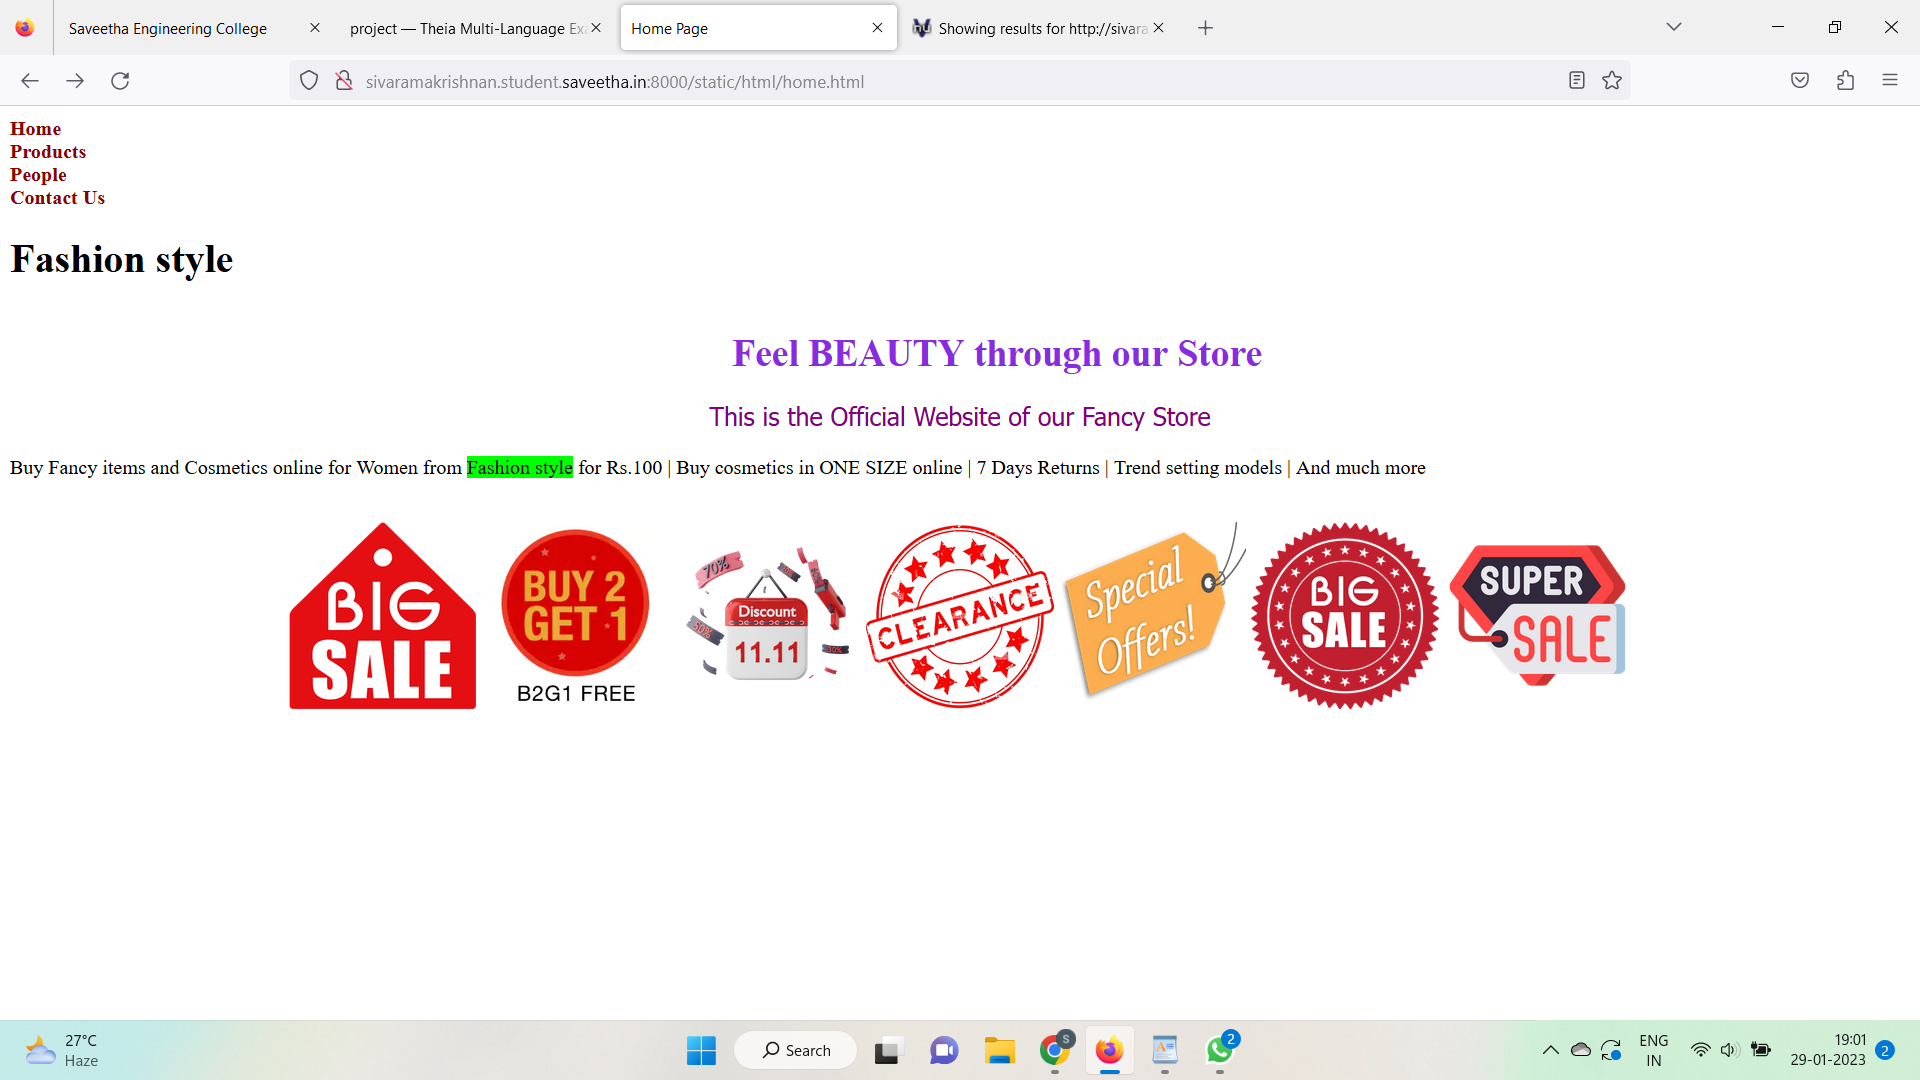 Saveetha Engineering College
project — Theia Multi-Language Exa
Home Page
Showing results for http://sivara
sivaramakrishnan.student.saveetha.in:8000/static/html/home.html
Home
Products
People
Contact Us
Fashion style
Feel BEAUTY through our Store
This is the Official Website of our Fancy Store
Buy Fancy items and Cosmetics online for Women from Fashion style for Rs.100 | Buy cosmetics in ONE SIZE online | 7 Days Returns | Trend setting models | And much more
BIG
SALE
BUY 2
GET 1
B2G1 FREE
70%
50%
Discount
11.11
CLEARANCE
Special
Offers!
BIG
SALE
SUPER
SALE
27°C
Haze
Search
S
2
ENG
IN
19:01
29-01-2023
2